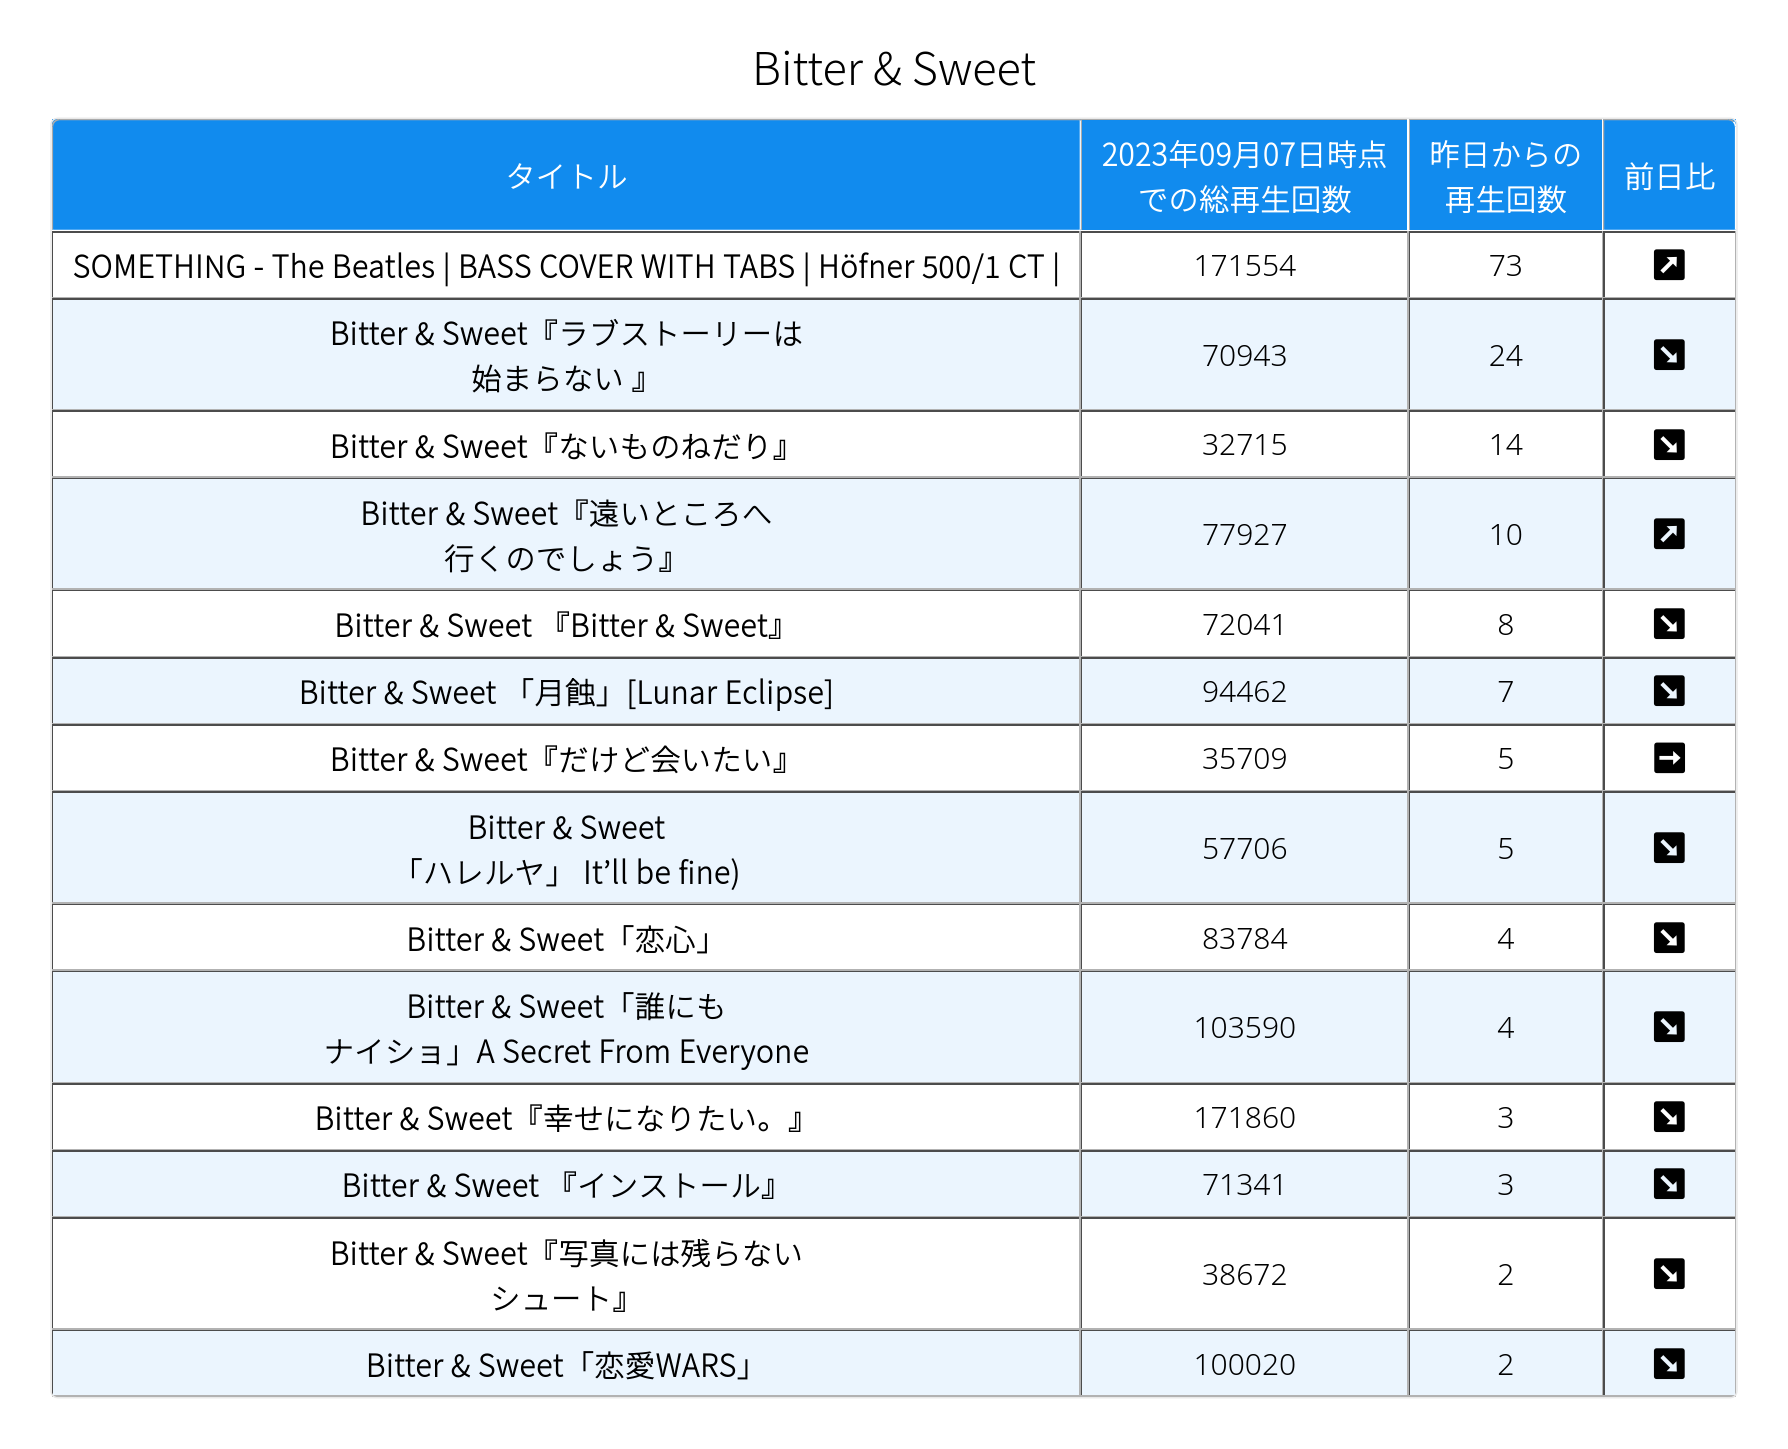 Bitter & Sweet
タイトル
2023年09月07日時点
での総再生回数
昨日からの
再生回数
前日比
SOMETHING - The Beatles | BASS COVER WITH TABS | Höfner 500/1 CT |
171554
73
Bitter & Sweet『ラブストーリーは
始まらない 』
70943
24
Bitter & Sweet『ないものねだり』
32715
14
Bitter & Sweet『遠いところへ
行くのでしょう』
77927
10
Bitter & Sweet 『Bitter & Sweet』
72041
8
Bitter & Sweet 「月蝕」[Lunar Eclipse]
94462
7
Bitter & Sweet『だけど会いたい』
35709
5
Bitter & Sweet
「ハレルヤ」 It’ll be fine)
57706
5
Bitter & Sweet「恋心」
83784
4
Bitter & Sweet「誰にも
ナイショ」A Secret From Everyone
103590
4
Bitter & Sweet『幸せになりたい。』
171860
3
Bitter & Sweet 『インストール』
71341
3
Bitter & Sweet『写真には残らない
シュート』
38672
2
Bitter & Sweet「恋愛WARS」
100020
2